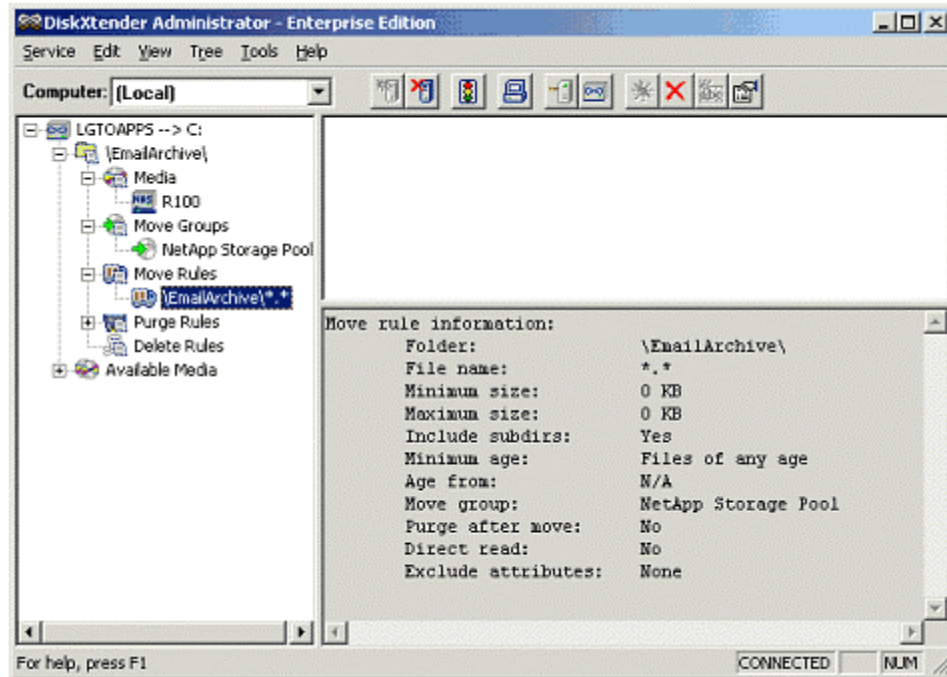 DiskXtender Administrator - Enterprise Edition
Service Edit View Tree Tools Help
Computer: (Local)
LGTOAPPS --> C:
\EmailArchive\
Media
R100
Move Groups
NetApp Storage Pool
Move Rules
\EmailArchive\*.*
Purge Rules
Delete Rules
Available Media
Move rule information:
Folder: \EmailArchive\
File name: *.*
Minimum size: 0 KB
Maximum size: 0 KB
Include subdirs: Yes
Minimum age: Files of any age
Age from: N/A
Move group: NetApp Storage Pool
Purge after move: No
Direct read: No
Exclude attributes: None
For help, press F1
CONNECTED NUM